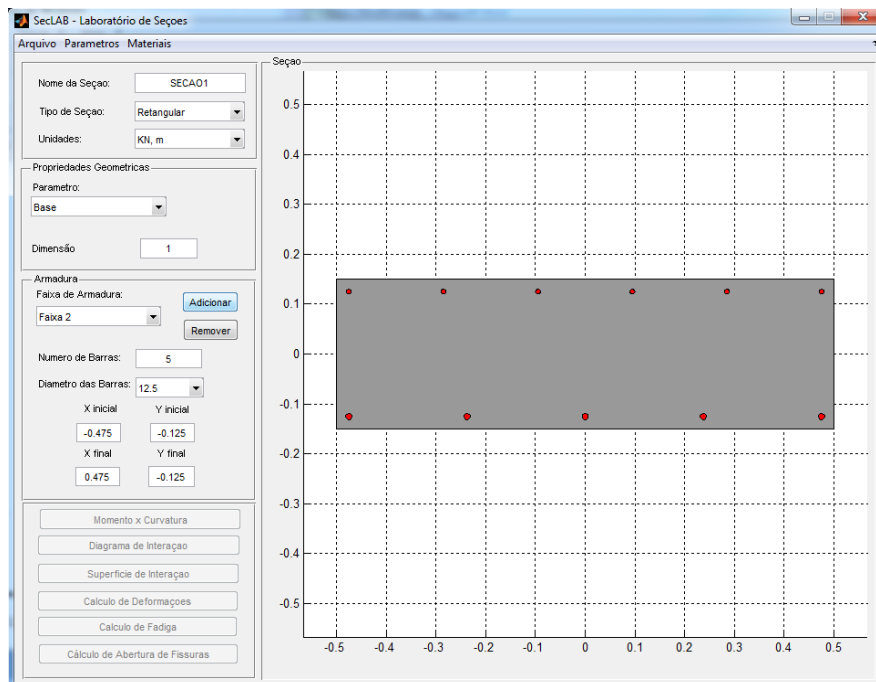 SecLAB - Laboratório de Seçoes
Arquivo Parametros Materiais
Nome da Seçao: SECAO1
Tipo de Seçao: Retangular
Unidades: KN, m
Propriedades Geometricas
Parametro:
Base
Dimensão 1
Armadura
Faixa de Armadura:
Adicionar
Faixa 2
Remover
Numero de Barras: 5
Diametro das Barras: 12.5
X inicial Y inicial
-0.475 -0.125
X final Y final
0.475 -0.125
Momento x Curvatura
Diagrama de Interaçao
Superficie de Interaçao
Calculo de Deformaçoes
Calculo de Fadiga
Cálculo de Abertura de Fissuras
Seçao
0.5
0.4
0.3
0.2
0.1
0
-0.1
-0.2
-0.3
-0.4
-0.5
-0.5 -0.4 -0.3 -0.2 -0.1 0 0.1 0.2 0.3 0.4 0.5